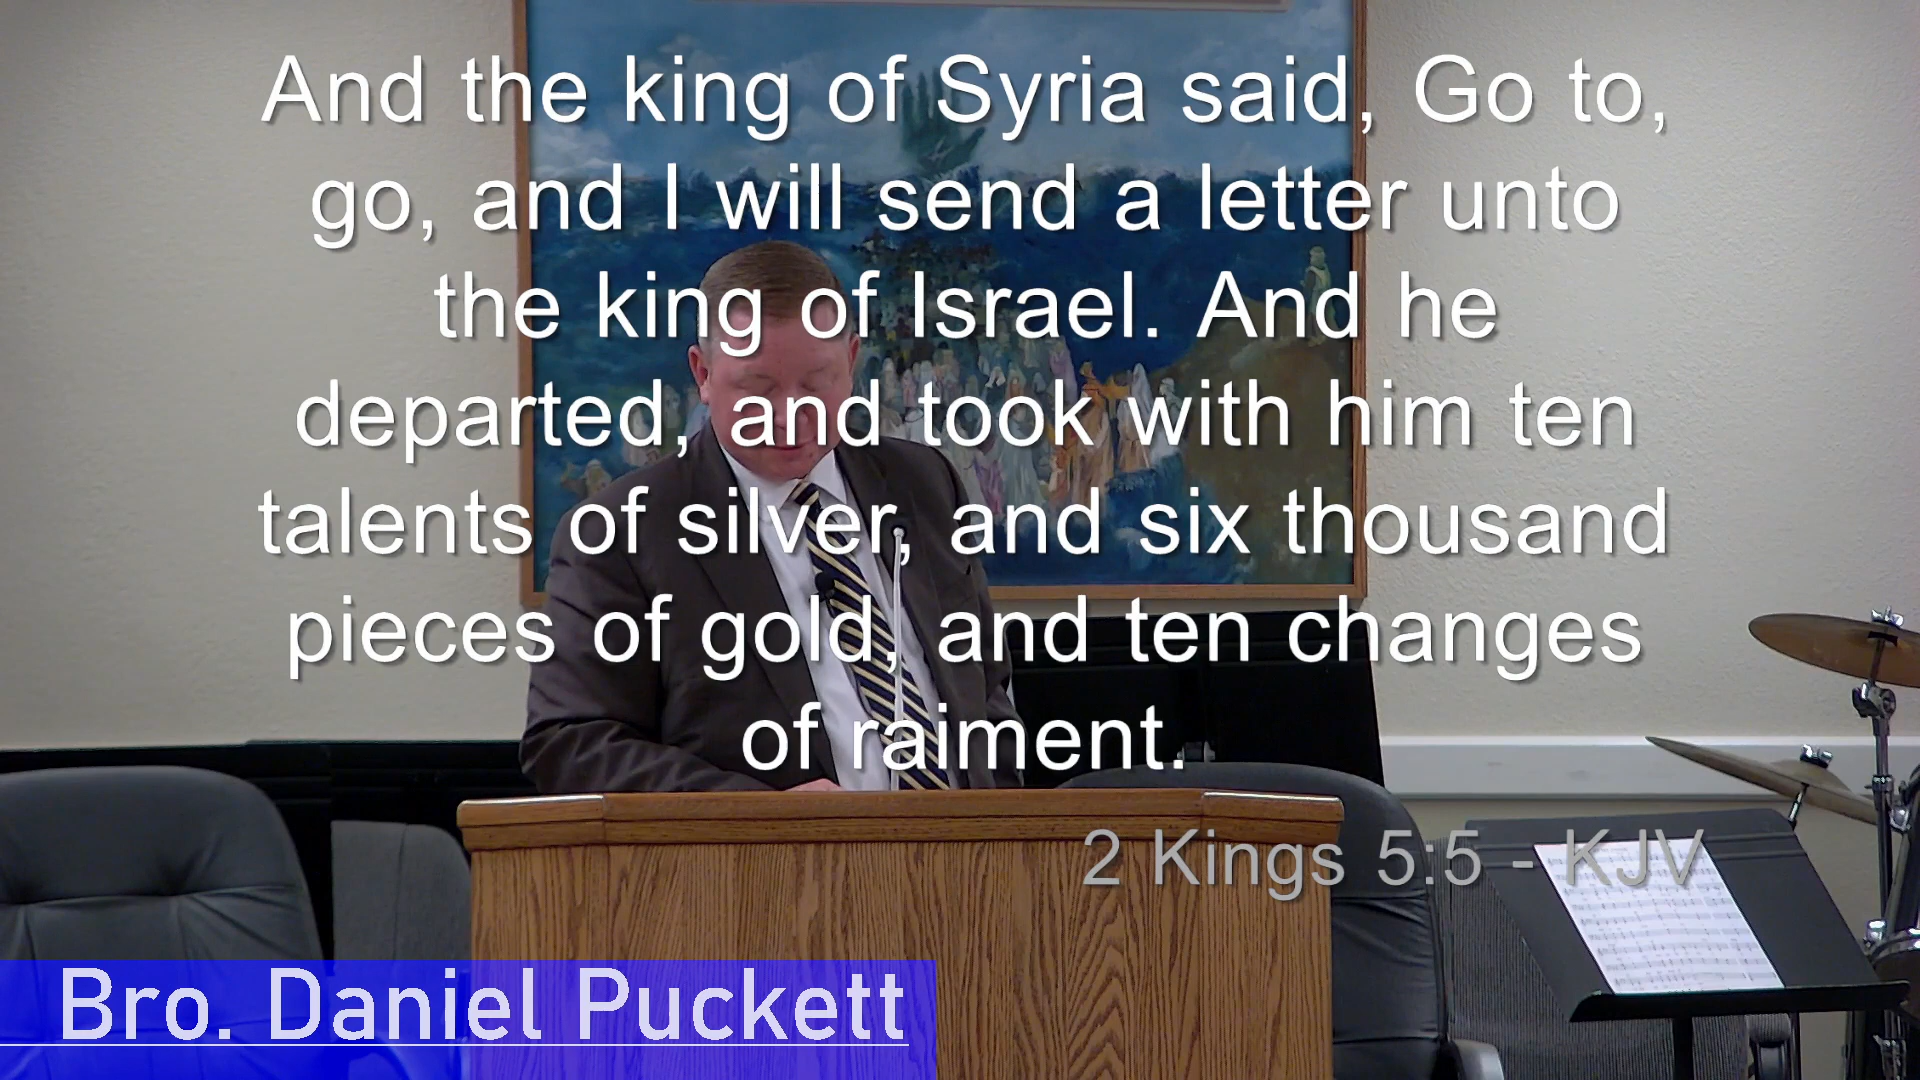 And the king of Syria said, Go to,
go, and I will send a letter unto
the king of Israel. And he
departed, and took with him ten
talents of silver, and six thousand
pieces of gold, and ten changes
of raiment.
2 Kings 5:5 - KJV
Bro. Daniel Puckett